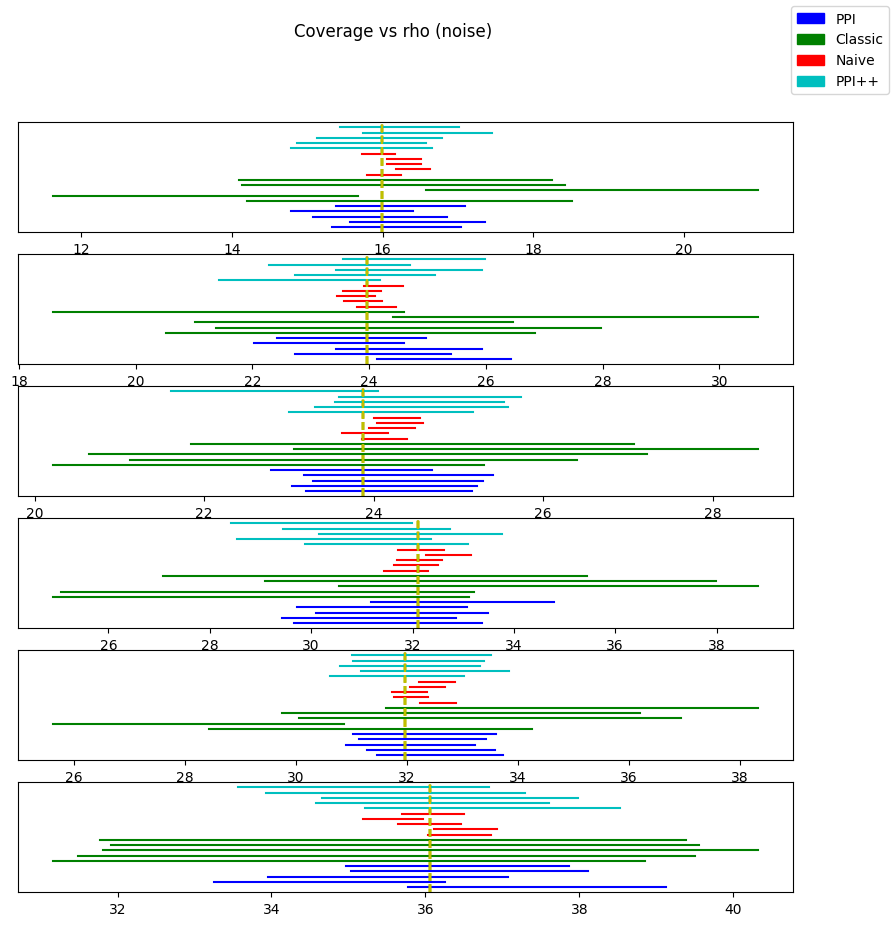 Coverage vs rho (noise)
PPI
Classic
Naive
PPI++
12 14 16 18 20
18 20 22 24 26 28 30
20 22 24 26 28
26 28 30 32 34 36 38
26 28 30 32 34 36 38
32 34 36 38 40